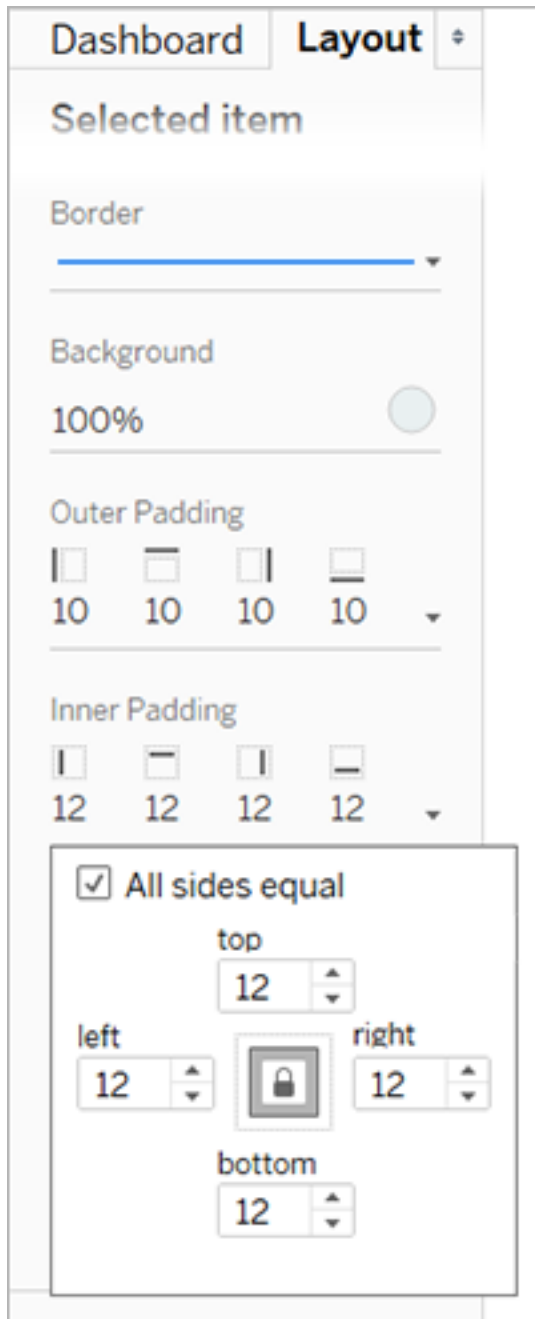 Dashboard Layout
Selected item
Border
Background
100%
Outer Padding
10 10 10 10
Inner Padding
12 12 12 12
All sides equal
top
12
left right
12 12
bottom
12